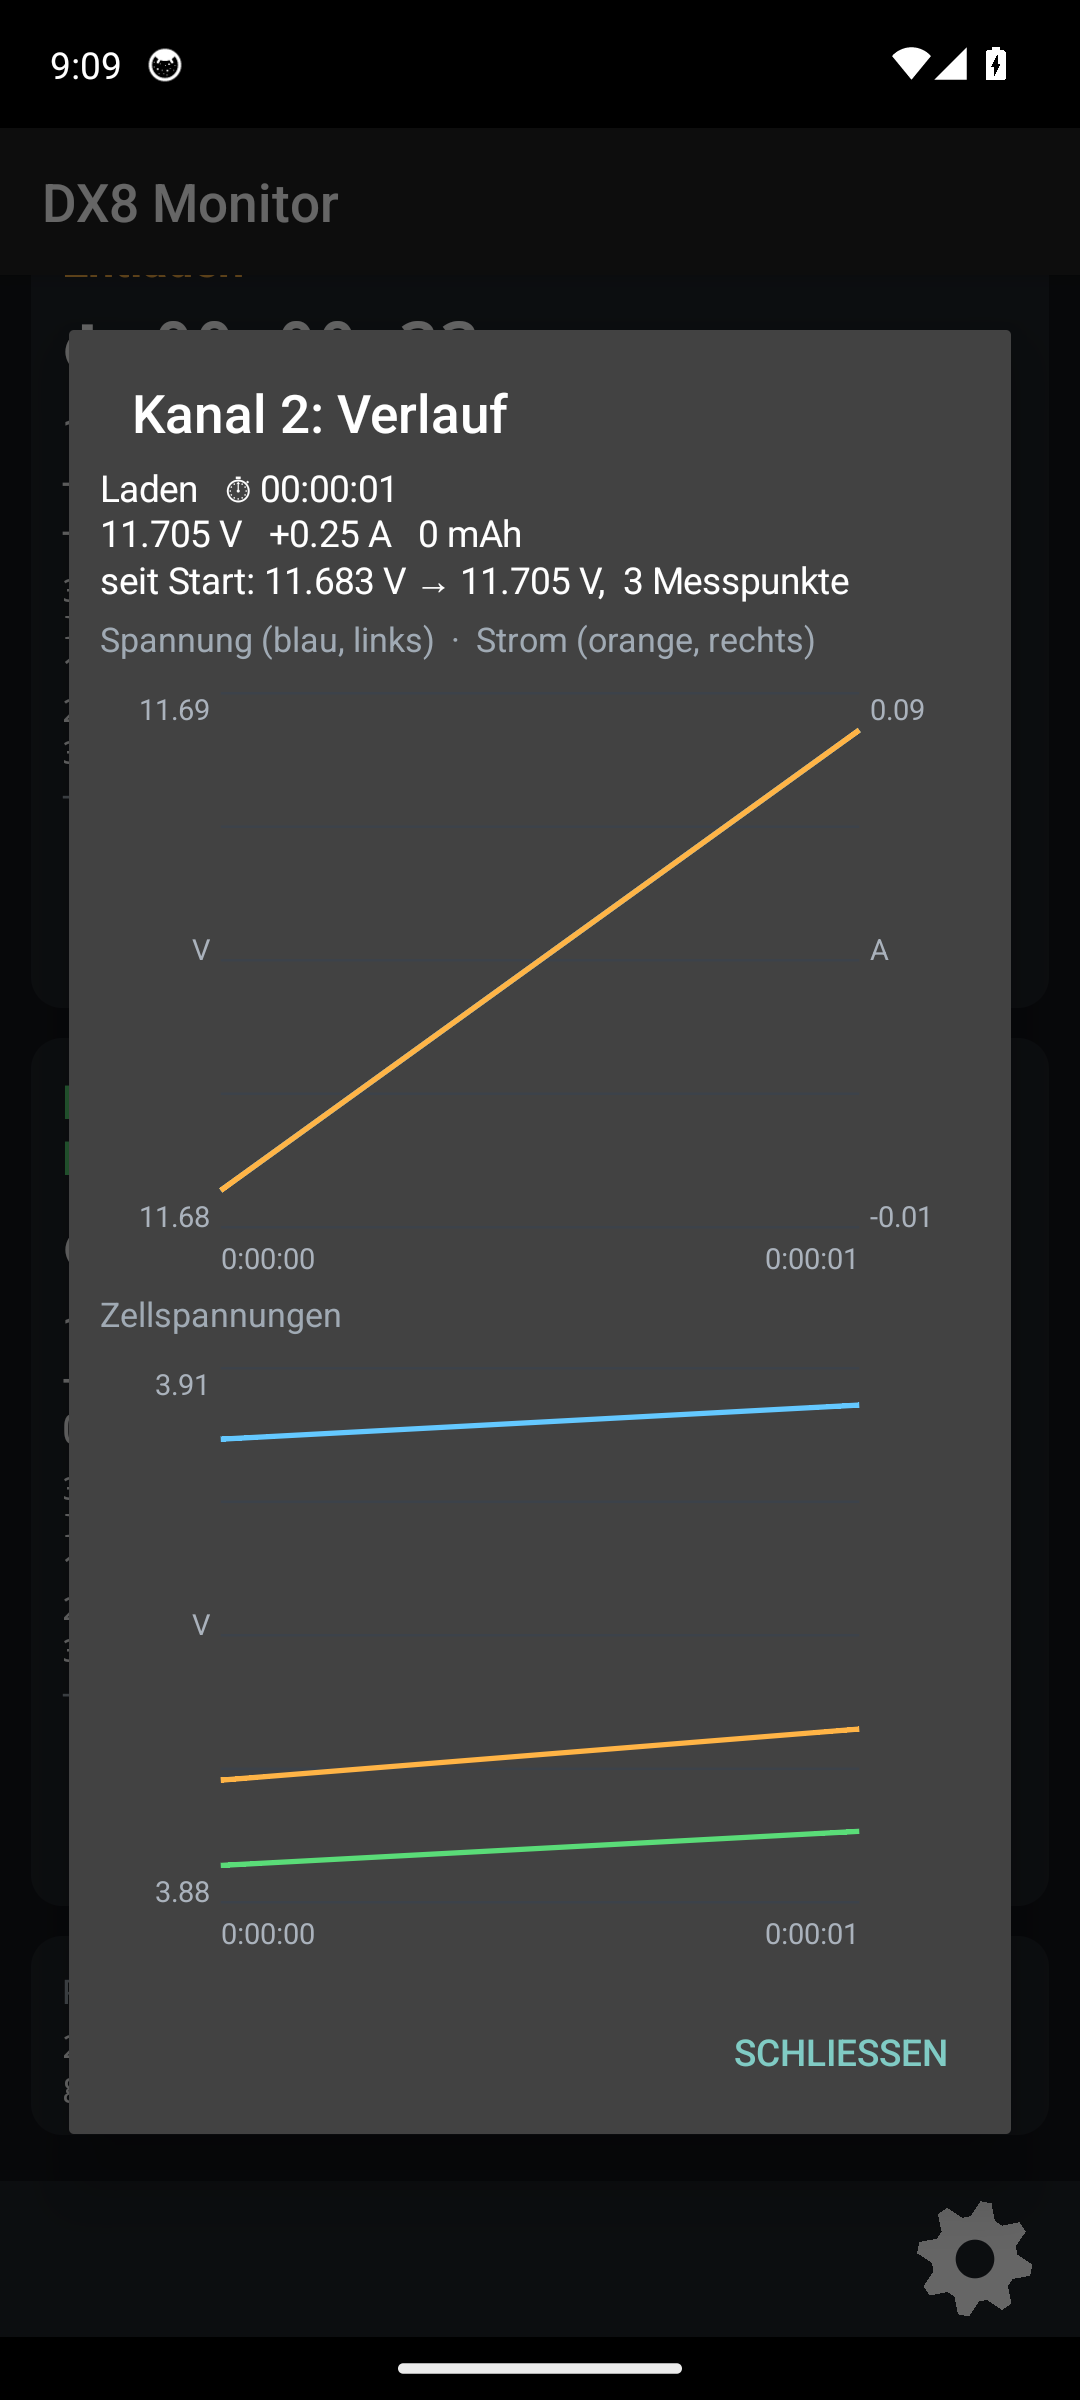 9:09
DX8 Monitor
Kanal 2: Verlauf
Laden ⏱ 00:00:01
11.705 V +0.25 A 0 mAh
seit Start: 11.683 V → 11.705 V, 3 Messpunkte
Spannung (blau, links) · Strom (orange, rechts)
11.69 0.09
V A
11.68 -0.01
0:00:00 0:00:01
Zellspannungen
3.91
V
3.88
0:00:00 0:00:01
SCHLIESSEN